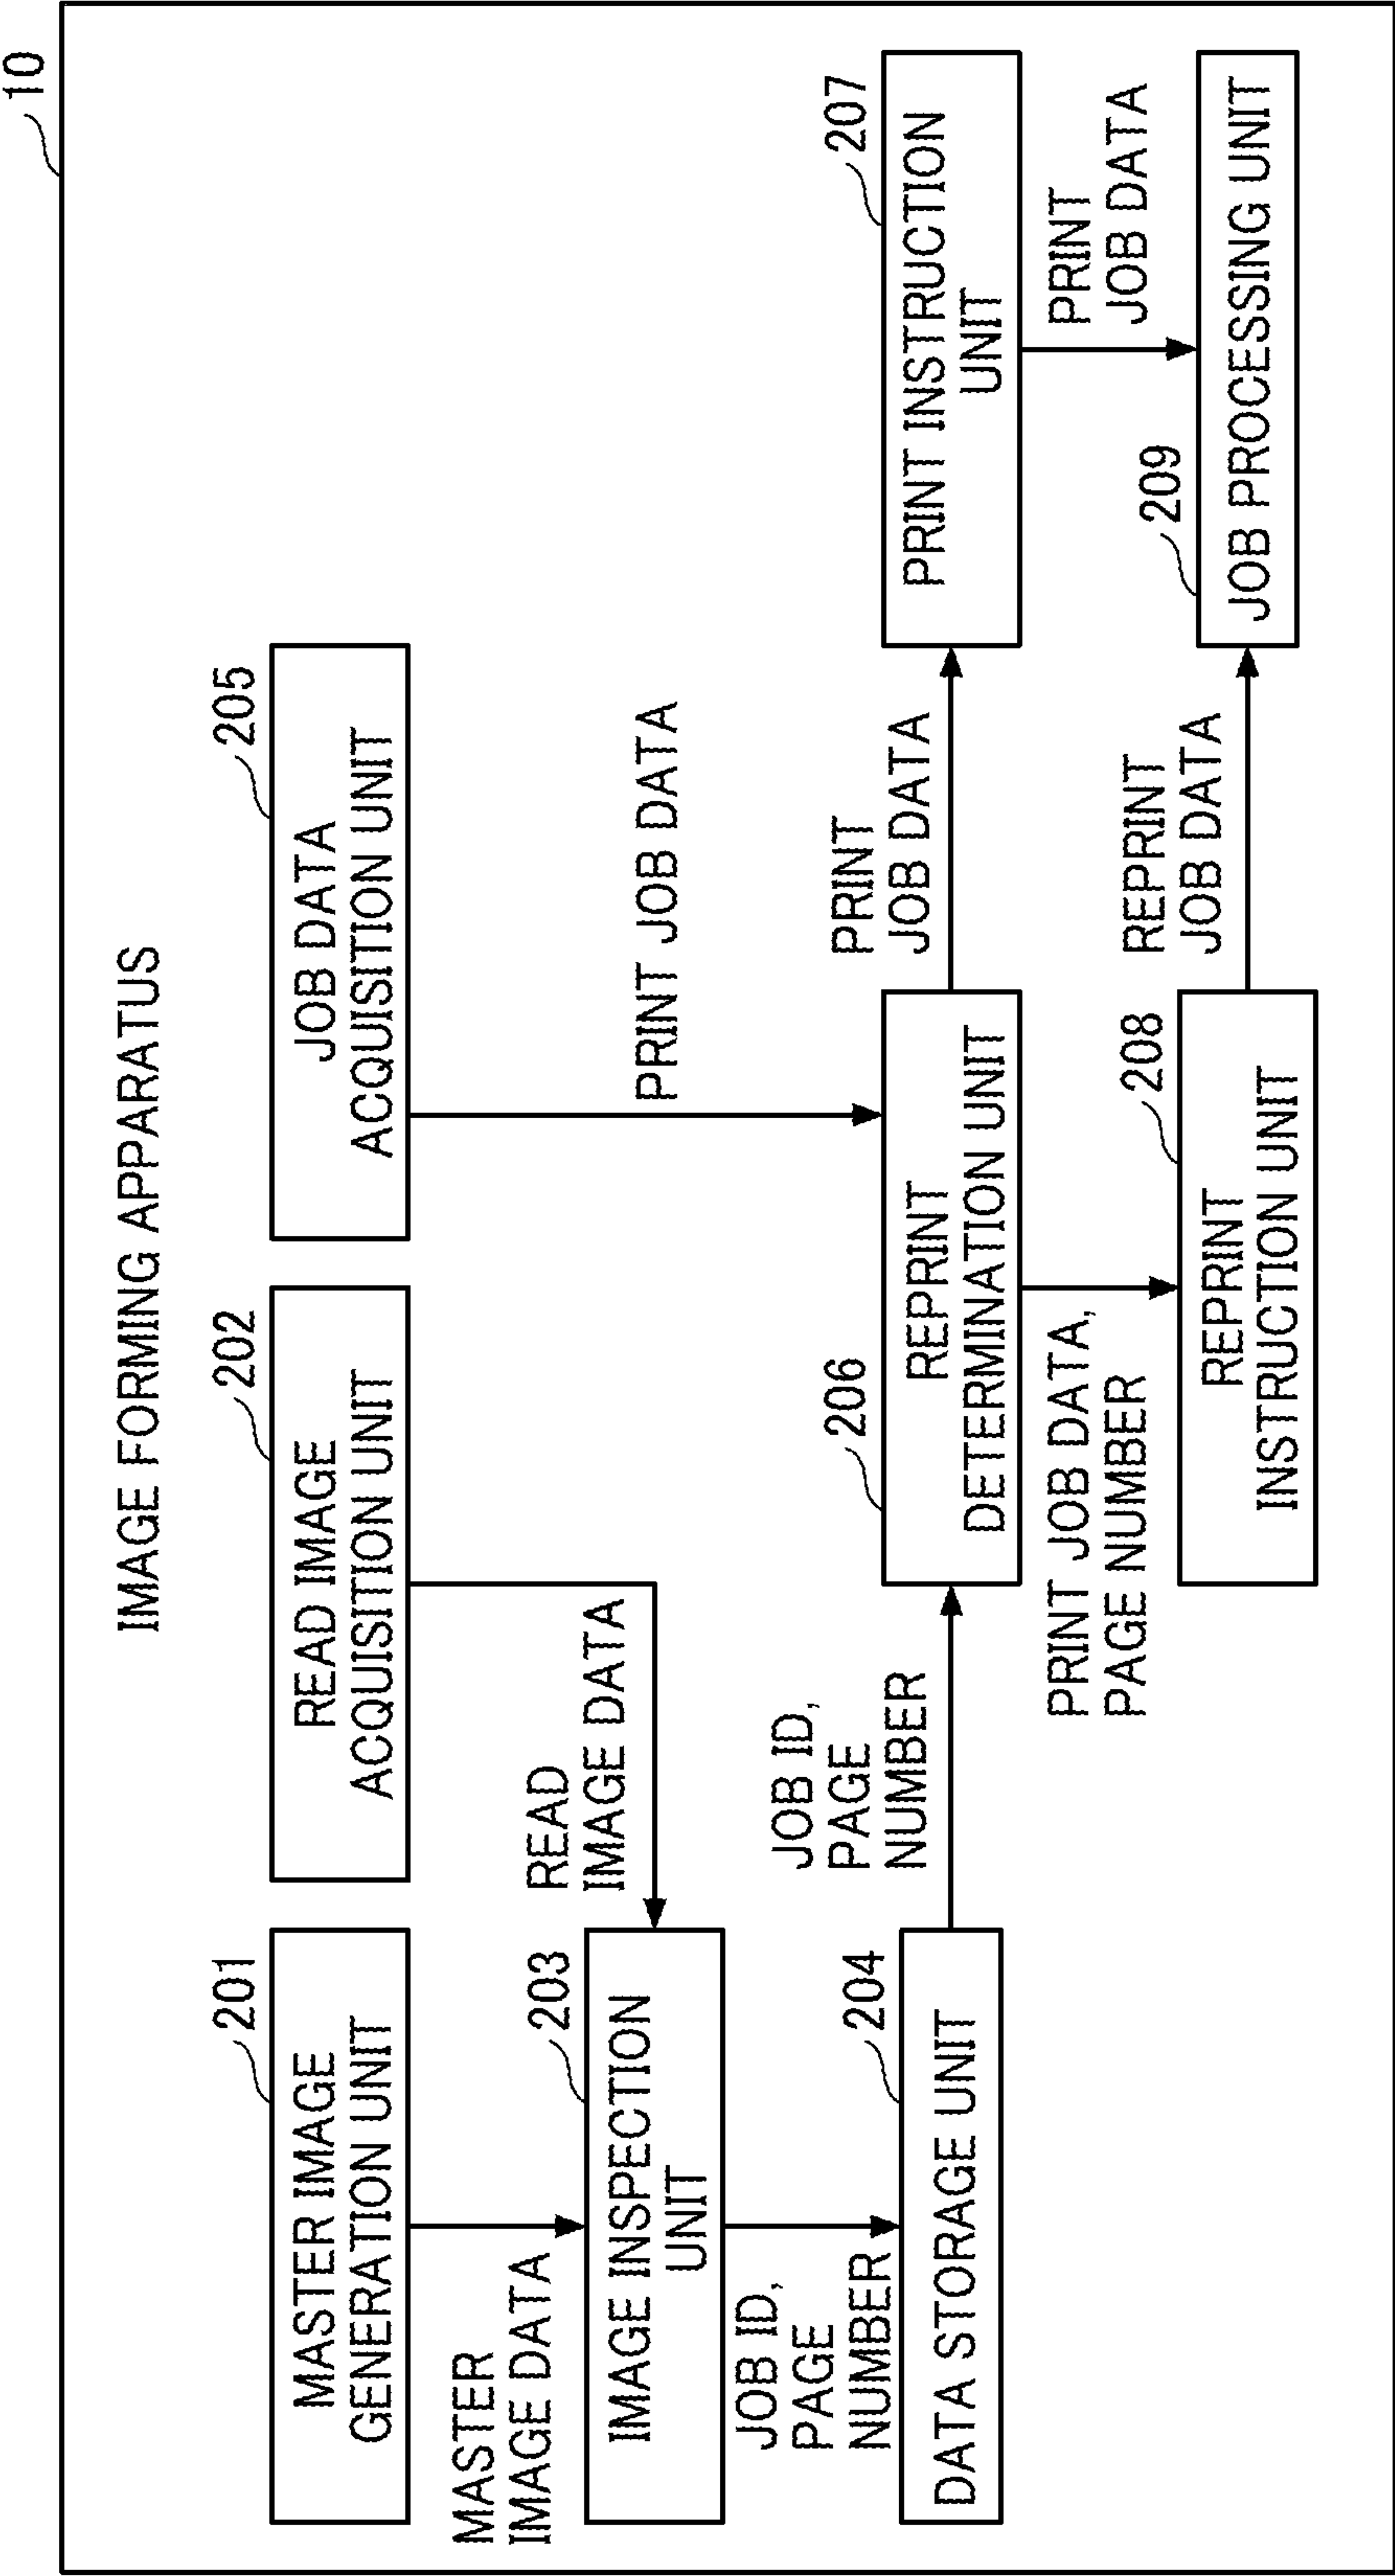 10
IMAGE FORMING APPARATUS
201
MASTER IMAGE
GENERATION UNIT
202
READ IMAGE
ACQUISITION UNIT
205
JOB DATA
ACQUISITION UNIT
MASTER
IMAGE DATA
READ
IMAGE DATA
PRINT JOB DATA
203
IMAGE INSPECTION
UNIT
JOB ID,
PAGE
NUMBER
204
DATA STORAGE UNIT
JOB ID,
PAGE
NUMBER
206
REPRINT
DETERMINATION UNIT
PRINT
JOB DATA
207
PRINT INSTRUCTION
UNIT
PRINT JOB DATA,
PAGE NUMBER
208
REPRINT
INSTRUCTION UNIT
REPRINT
JOB DATA
PRINT
JOB DATA
209
JOB PROCESSING UNIT